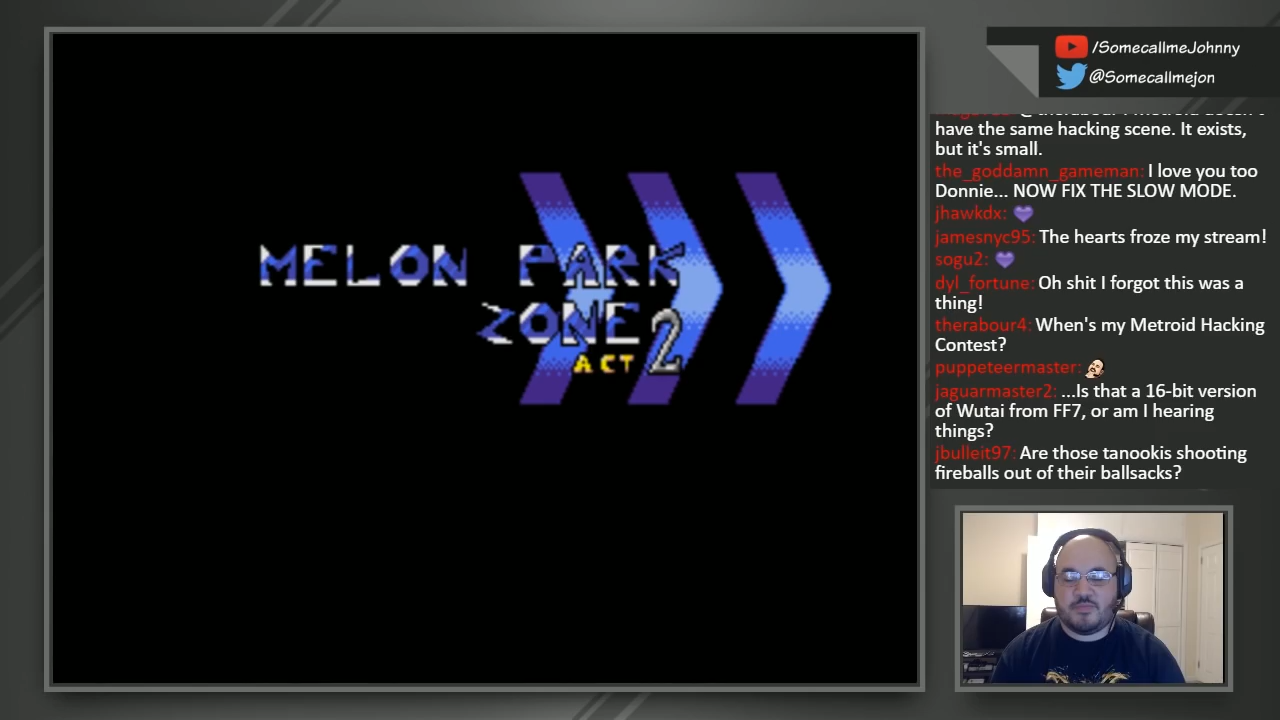 /SomecallmeJohnny
@Somecallmejon
MELON PARK
ZONE
ACT 2
have the same hacking scene. It exists,
but it's small.
the_goddamn_gameman: I love you too
Donnie... NOW FIX THE SLOW MODE.
jhawkdx:
jamesnyc95: The hearts froze my stream!
sogu2:
dyl_fortune: Oh shit I forgot this was a
thing!
therabour4: When's my Metroid Hacking
Contest?
puppeteermaster:
jaguarmaster2: ...Is that a 16-bit version
of Wutai from FF7, or am I hearing
things?
jbulleit97: Are those tanookis shooting
fireballs out of their ballsacks?